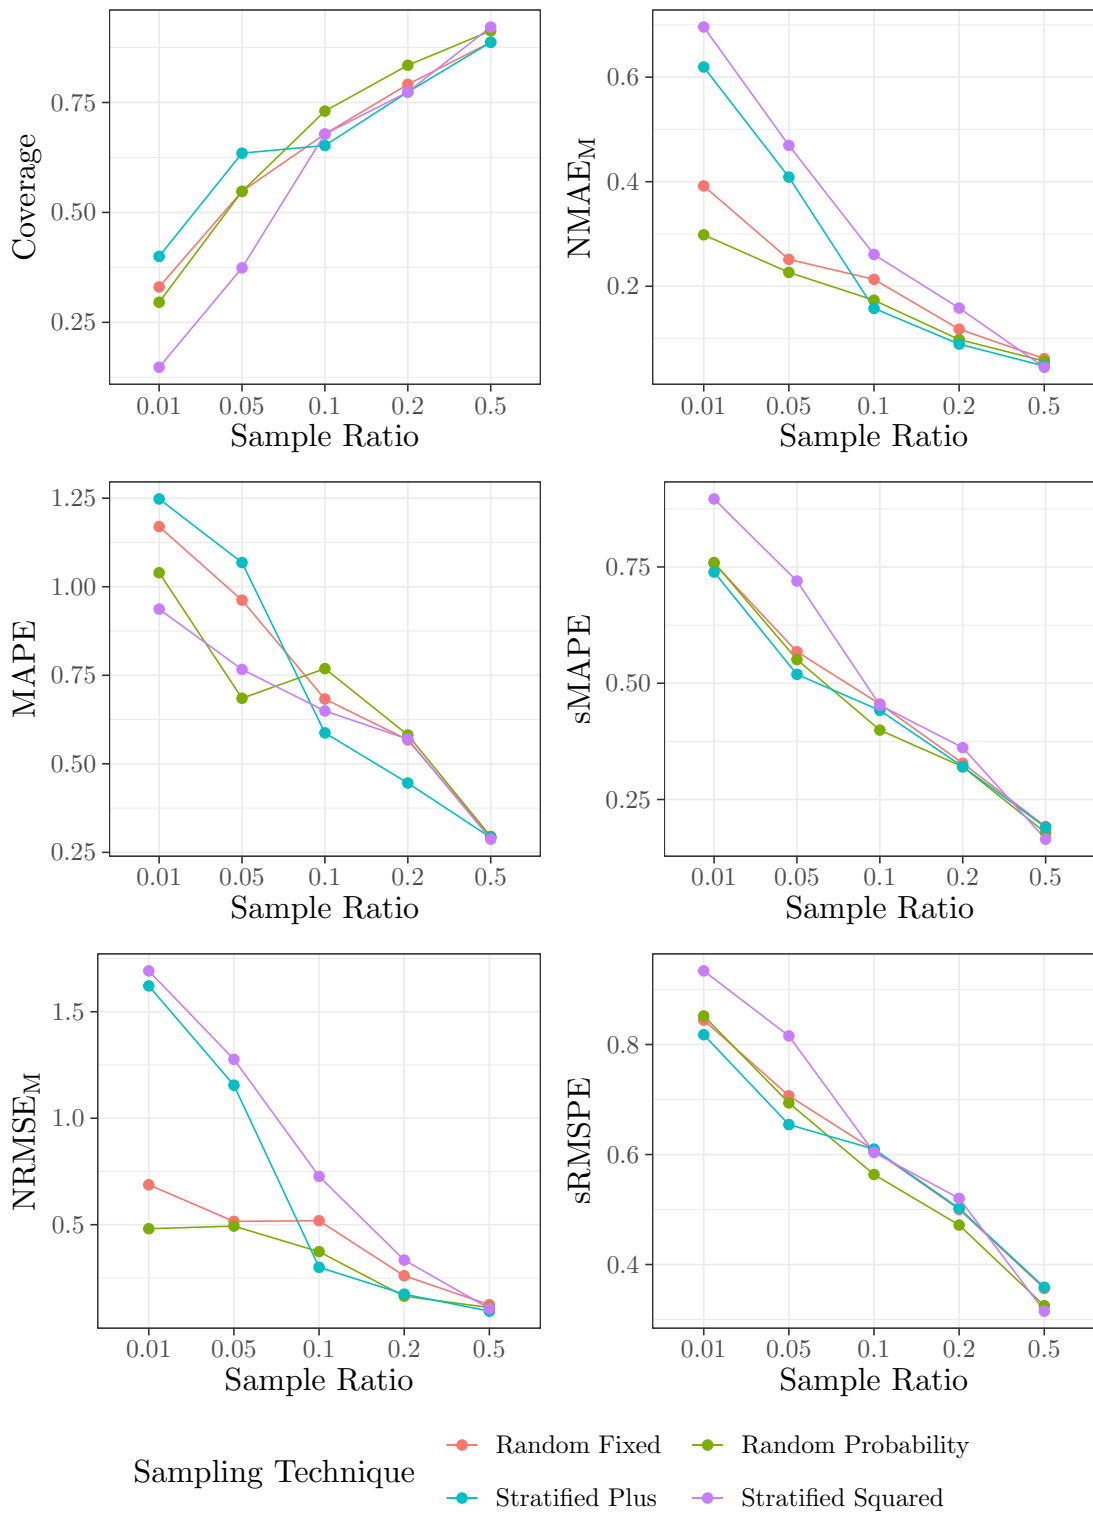 Coverage
0.75
0.50
0.25
0.01 0.05 0.1 0.2 0.5
Sample Ratio
NMAE_M
0.6
0.4
0.2
0.01 0.05 0.1 0.2 0.5
Sample Ratio
MAPE
1.25
1.00
0.75
0.50
0.25
0.01 0.05 0.1 0.2 0.5
Sample Ratio
sMAPE
0.75
0.50
0.25
0.01 0.05 0.1 0.2 0.5
Sample Ratio
NRMSE_M
1.5
1.0
0.5
0.01 0.05 0.1 0.2 0.5
Sample Ratio
sRMSPE
0.8
0.6
0.4
0.01 0.05 0.1 0.2 0.5
Sample Ratio
Sampling Technique
Random Fixed
Random Probability
Stratified Plus
Stratified Squared